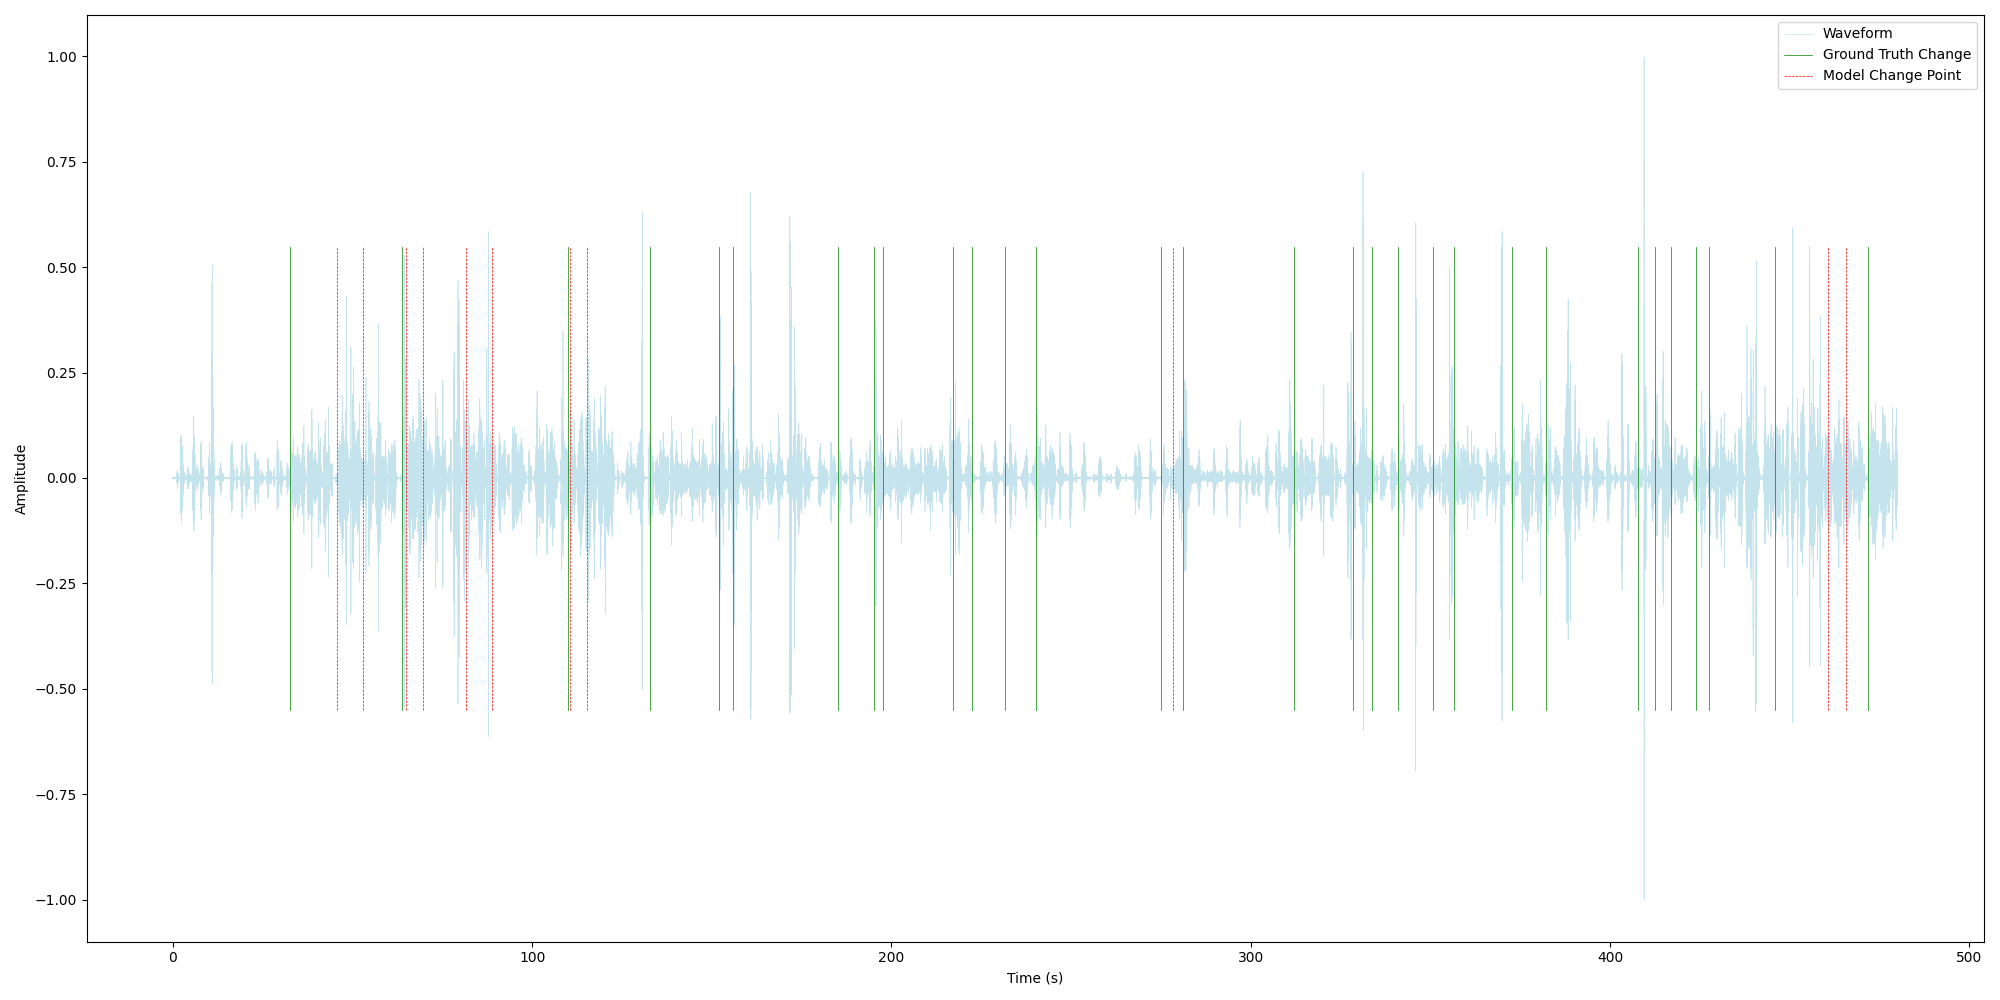 Waveform
Ground Truth Change
Model Change Point
1.00
0.75
0.50
0.25
0.00
−0.25
−0.50
−0.75
−1.00
Amplitude
0 100 200 300 400 500
Time (s)